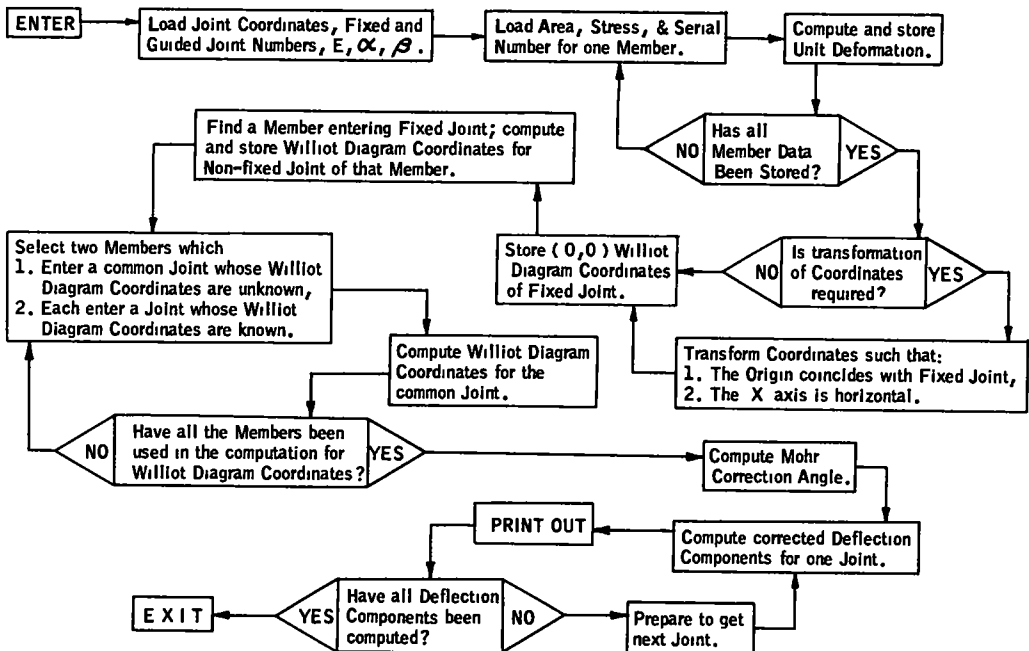 ENTER
Load Joint Coordinates, Fixed and
Guided Joint Numbers, E, α, β.
Load Area, Stress, & Serial
Number for one Member.
Compute and store
Unit Deformation.
NO
Has all
Member Data
Been Stored?
YES
NO
Is transformation
of Coordinates
required?
YES
Transform Coordinates such that:
1. The Origin coincides with Fixed Joint,
2. The X axis is horizontal.
Store (0,0) Williot
Diagram Coordinates
of Fixed Joint.
Find a Member entering Fixed Joint; compute
and store Williot Diagram Coordinates for
Non-fixed Joint of that Member.
Select two Members which
1. Enter a common Joint whose Williot
Diagram Coordinates are unknown,
2. Each enter a Joint whose Williot
Diagram Coordinates are known.
Compute Williot Diagram
Coordinates for the
common Joint.
NO
Have all the Members been
used in the computation for
Williot Diagram Coordinates?
YES
Compute Mohr
Correction Angle.
Compute corrected Deflection
Components for one Joint.
PRINT OUT
YES
Have all Deflection
Components been
computed?
NO
Prepare to get
next Joint.
EXIT